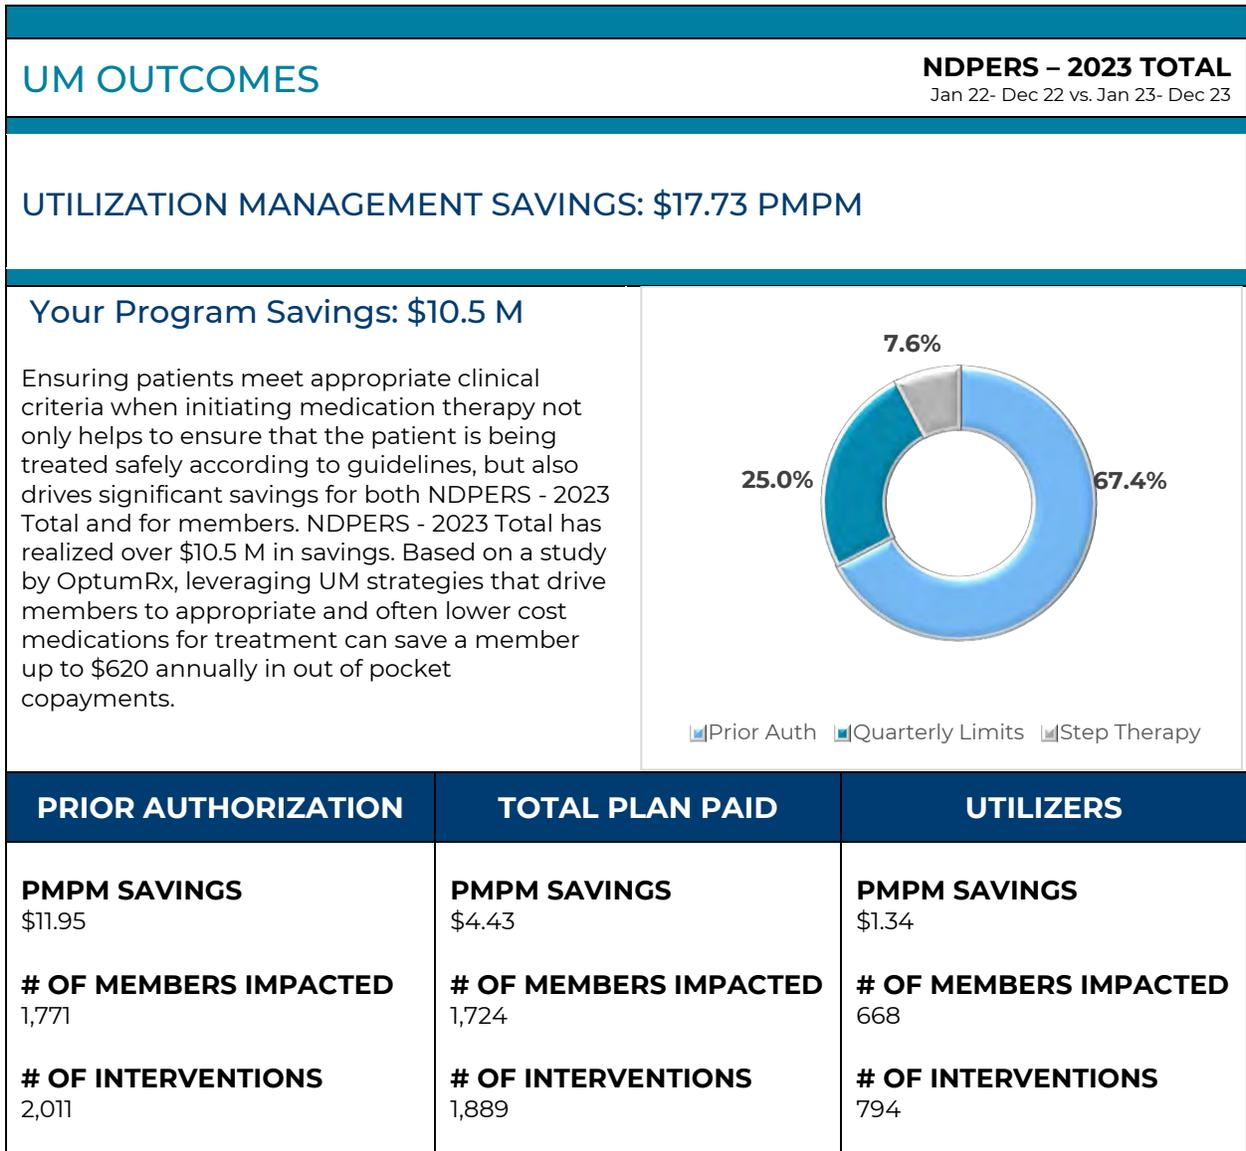 UM OUTCOMES
NDPERS – 2023 TOTAL
Jan 22- Dec 22 vs. Jan 23- Dec 23
UTILIZATION MANAGEMENT SAVINGS: $17.73 PMPM
Your Program Savings: $10.5 M
Ensuring patients meet appropriate clinical
criteria when initiating medication therapy not
only helps to ensure that the patient is being
treated safely according to guidelines, but also
drives significant savings for both NDPERS - 2023
Total and for members. NDPERS - 2023 Total has
realized over $10.5 M in savings. Based on a study
by OptumRx, leveraging UM strategies that drive
members to appropriate and often lower cost
medications for treatment can save a member
up to $620 annually in out of pocket
copayments.
7.6%
25.0%
67.4%
Prior Auth Quarterly Limits Step Therapy
PRIOR AUTHORIZATION
PMPM SAVINGS
$11.95
# OF MEMBERS IMPACTED
1,771
# OF INTERVENTIONS
2,011
TOTAL PLAN PAID
PMPM SAVINGS
$4.43
# OF MEMBERS IMPACTED
1,724
# OF INTERVENTIONS
1,889
UTILIZERS
PMPM SAVINGS
$1.34
# OF MEMBERS IMPACTED
668
# OF INTERVENTIONS
794